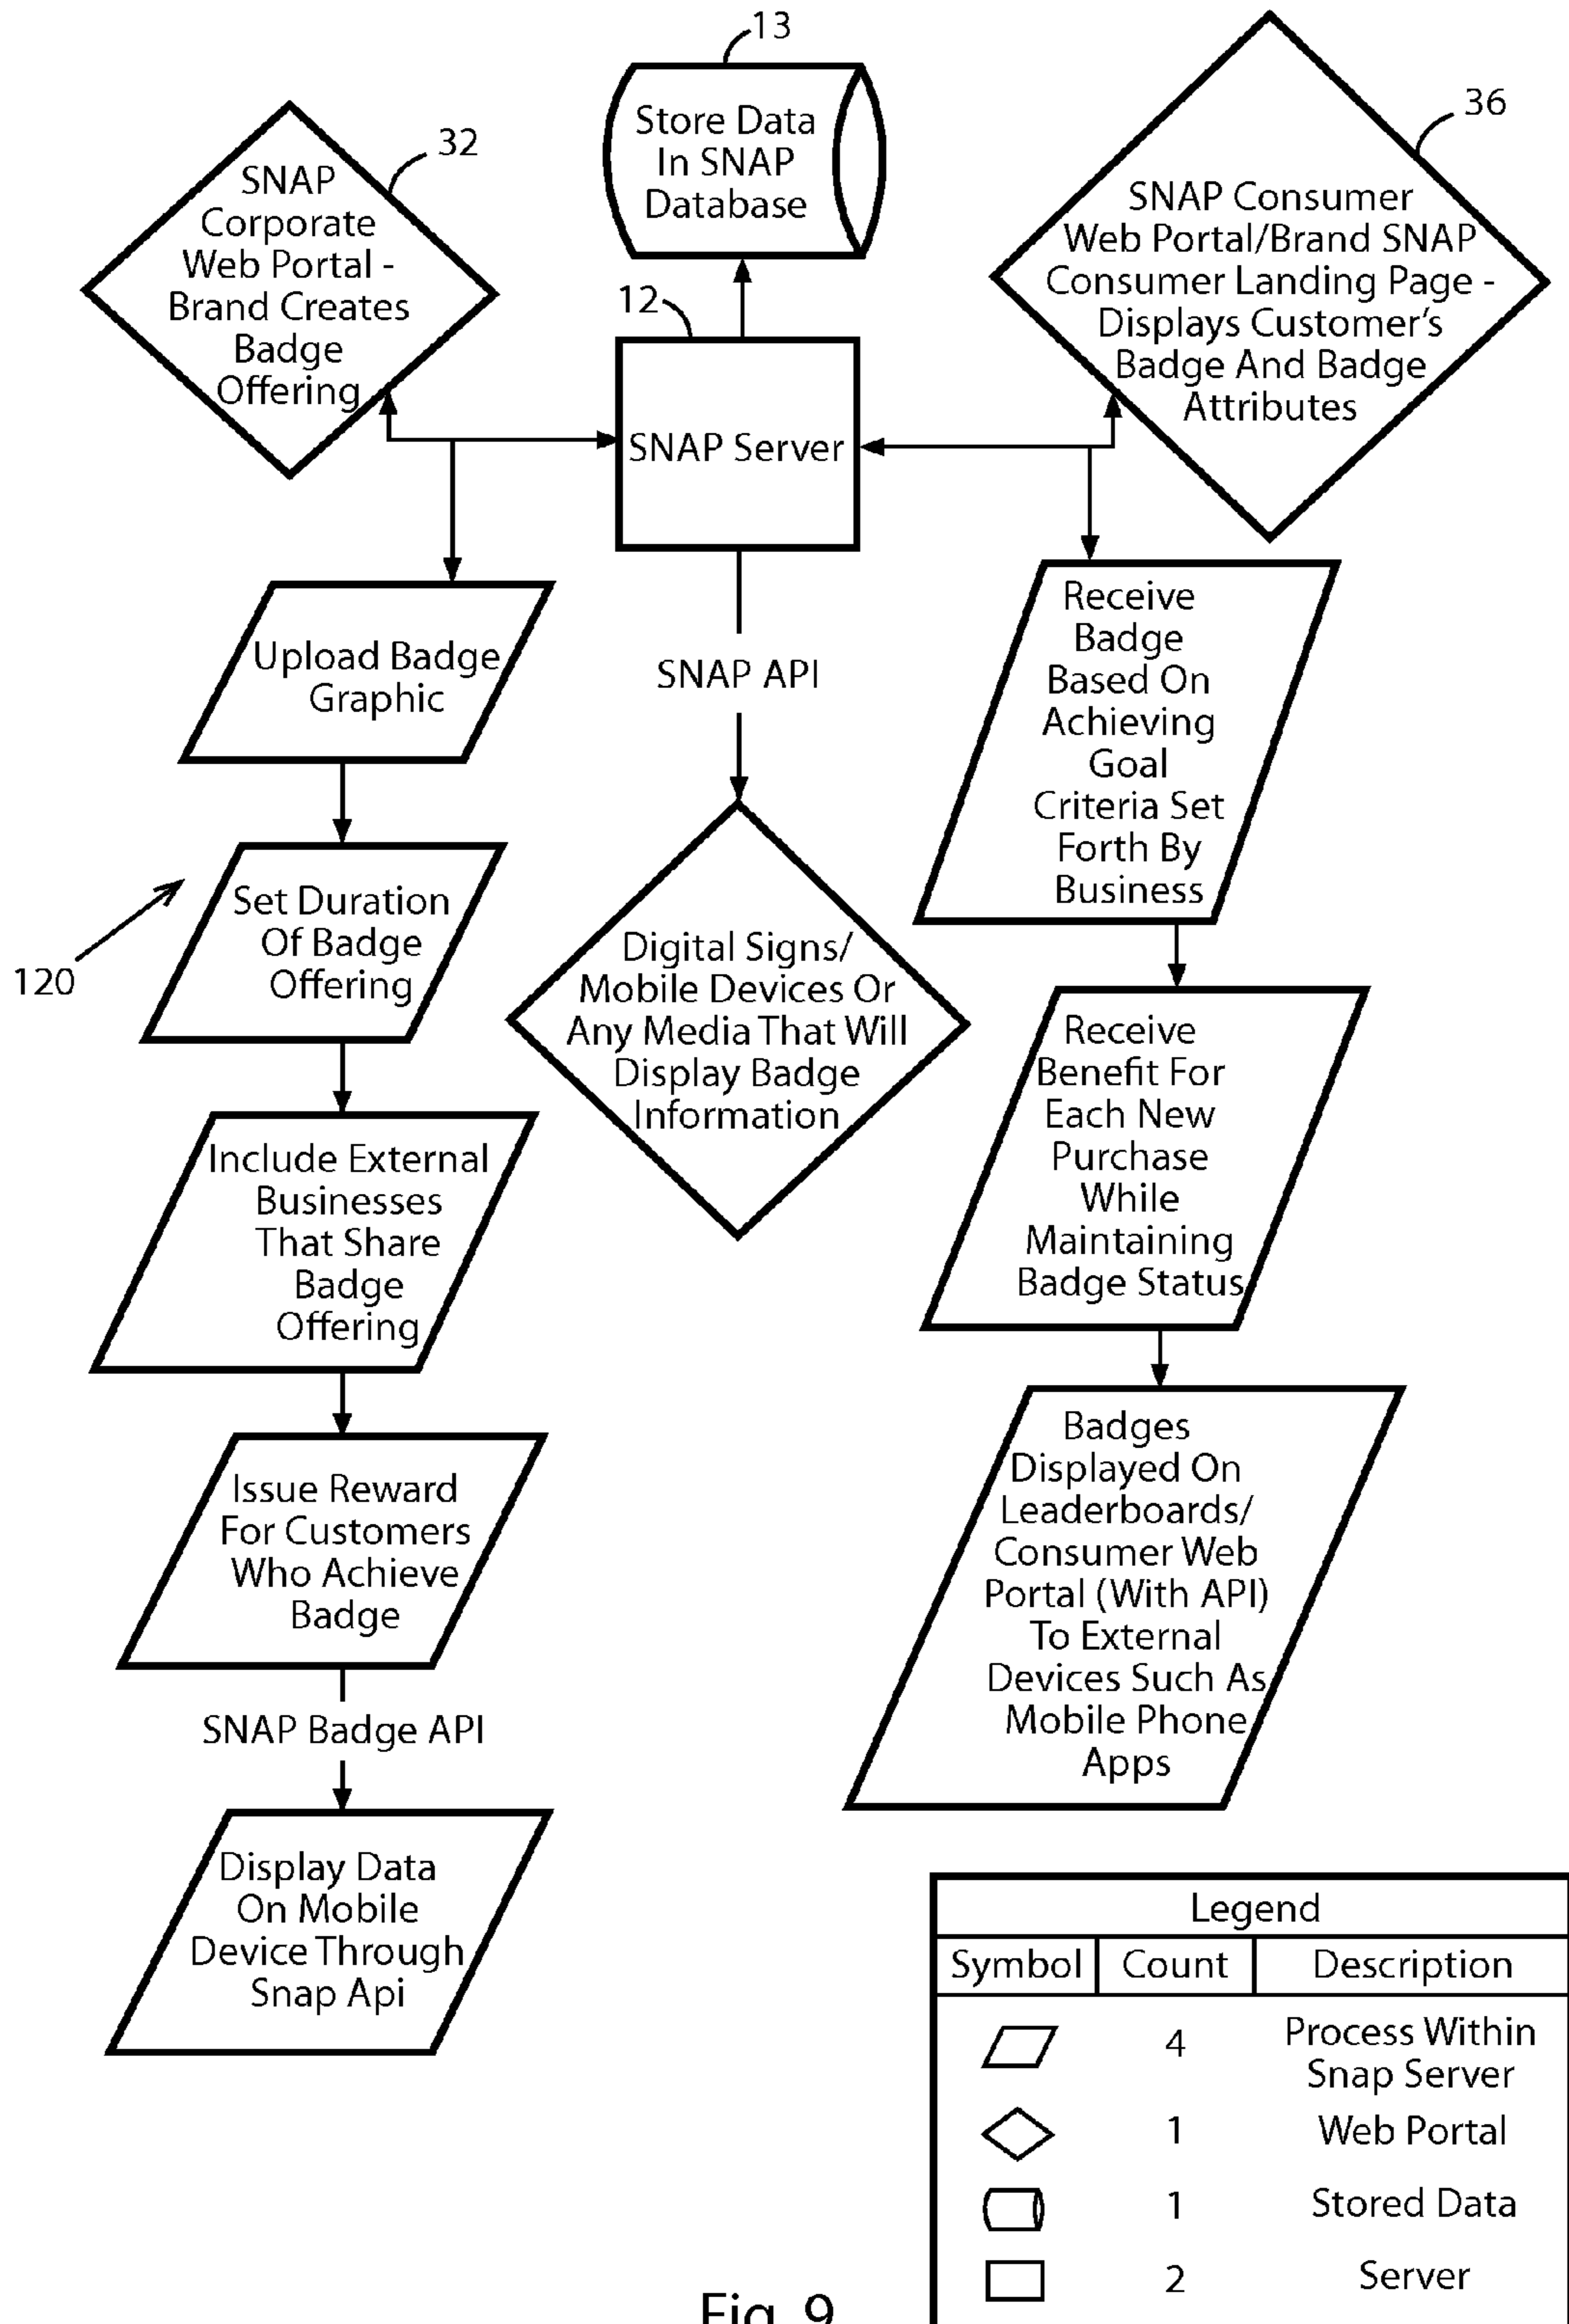 13
Store Data
In SNAP
Database
32
SNAP
Corporate
Web Portal -
Brand Creates
Badge
Offering
36
SNAP Consumer
Web Portal/Brand SNAP
Consumer Landing Page -
Displays Customer's
Badge And Badge
Attributes
12
SNAP Server
SNAP API
Digital Signs/
Mobile Devices Or
Any Media That Will
Display Badge
Information
Upload Badge
Graphic
120
Set Duration
Of Badge
Offering
Include External
Businesses
That Share
Badge
Offering
Issue Reward
For Customers
Who Achieve
Badge
SNAP Badge API
Display Data
On Mobile
Device Through
Snap Api
Receive
Badge
Based On
Achieving
Goal
Criteria Set
Forth By
Business
Receive
Benefit For
Each New
Purchase
While
Maintaining
Badge Status
Badges
Displayed On
Leaderboards/
Consumer Web
Portal (With API)
To External
Devices Such As
Mobile Phone
Apps
Legend
Symbol Count Description
4 Process Within
Snap Server
1 Web Portal
1 Stored Data
2 Server
Fig. 9